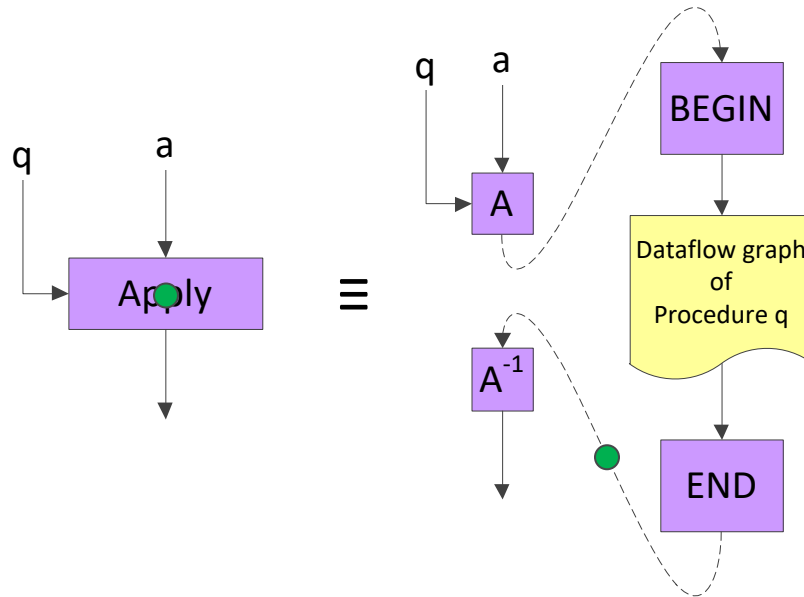 q
a
Apply
≡
q
a
A
BEGIN
Dataflow graph
of
Procedure q
A⁻¹
END